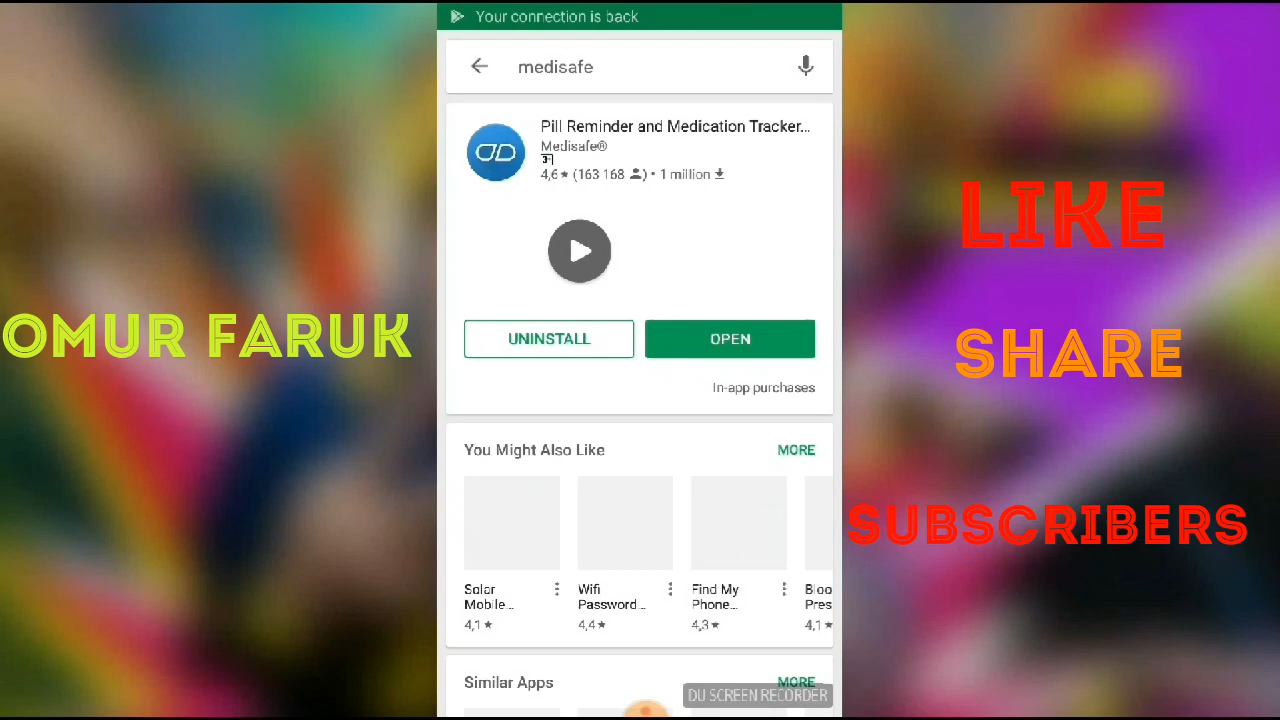 Your connection is back
medisafe
Pill Reminder and Medication Tracker...
Medisafe®
3+
4,6★ (163 168 ) • 1 million
UNINSTALL
OPEN
In-app purchases
You Might Also Like
MORE
Solar Mobile...
4,1★
Wifi Password...
4,4★
Find My Phone...
4,3★
Bloo
Pres
4,1★
Similar Apps
MORE
DU SCREEN RECORDER
OMUR FARUK
LIKE
SHARE
SUBSCRIBERS